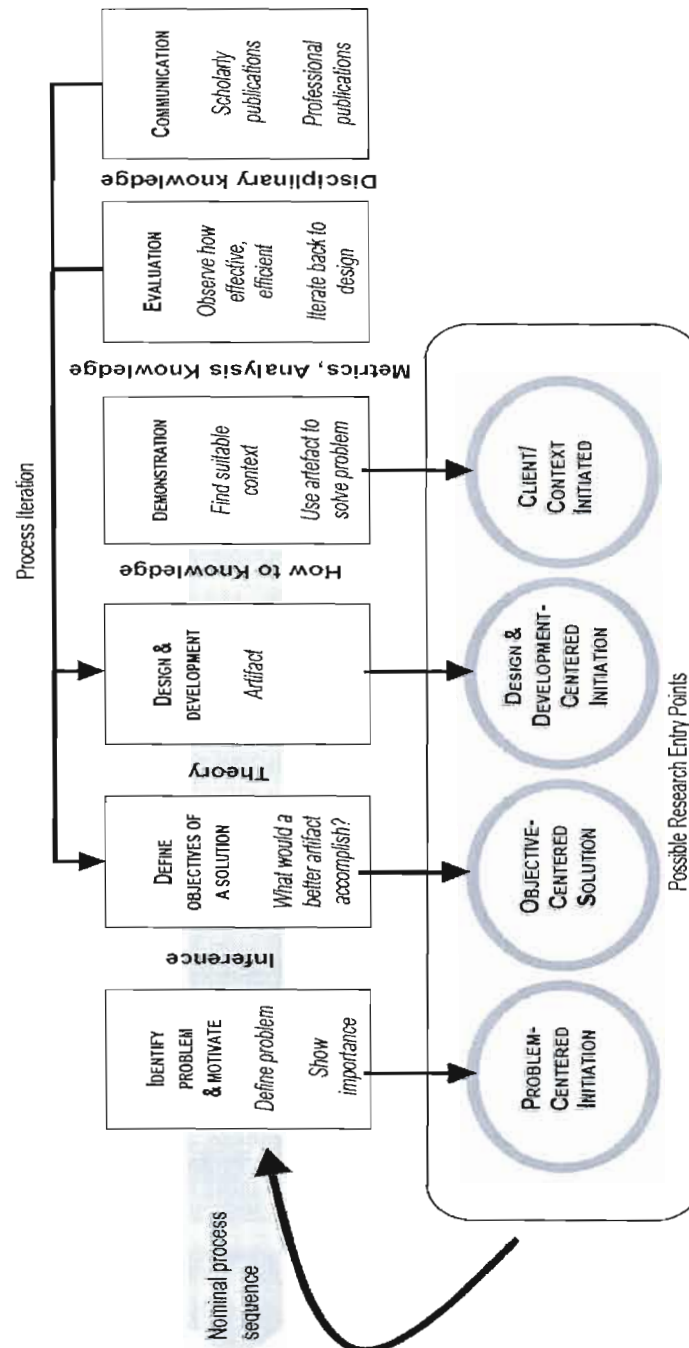 Process Iteration
Nominal process
sequence
IDENTIFY
PROBLEM
& MOTIVATE
Define problem
Show
importance
Inference
DEFINE
OBJECTIVES OF
A SOLUTION
What would a
better artifact
accomplish?
Theory
DESIGN &
DEVELOPMENT
Artifact
How to Knowledge
DEMONSTRATION
Find suitable
context
Use artefact to
solve problem
Metrics, Analysis Knowledge
EVALUATION
Observe how
effective,
efficient
Iterate back to
design
Disciplinary knowledge
COMMUNICATION
Scholarly
publications
Professional
publications
PROBLEM-
CENTERED
INITIATION
OBJECTIVE-
CENTERED
SOLUTION
DESIGN &
DEVELOPMENT-
CENTERED
INITIATION
CLIENT/
CONTEXT
INITIATED
Possible Research Entry Points